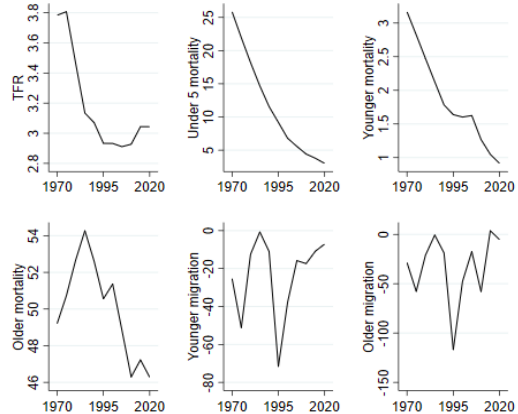 TFR
3.8
3.6
3.4
3.2
3
2.8
1970 1995 2020
Under 5 mortality
25
20
15
10
5
1970 1995 2020
Younger mortality
3
2.5
2
1.5
1
1970 1995 2020
Older mortality
54
52
50
48
46
1970 1995 2020
Younger migration
0
-20
-40
-60
-80
1970 1995 2020
Older migration
0
-50
-100
-150
1970 1995 2020